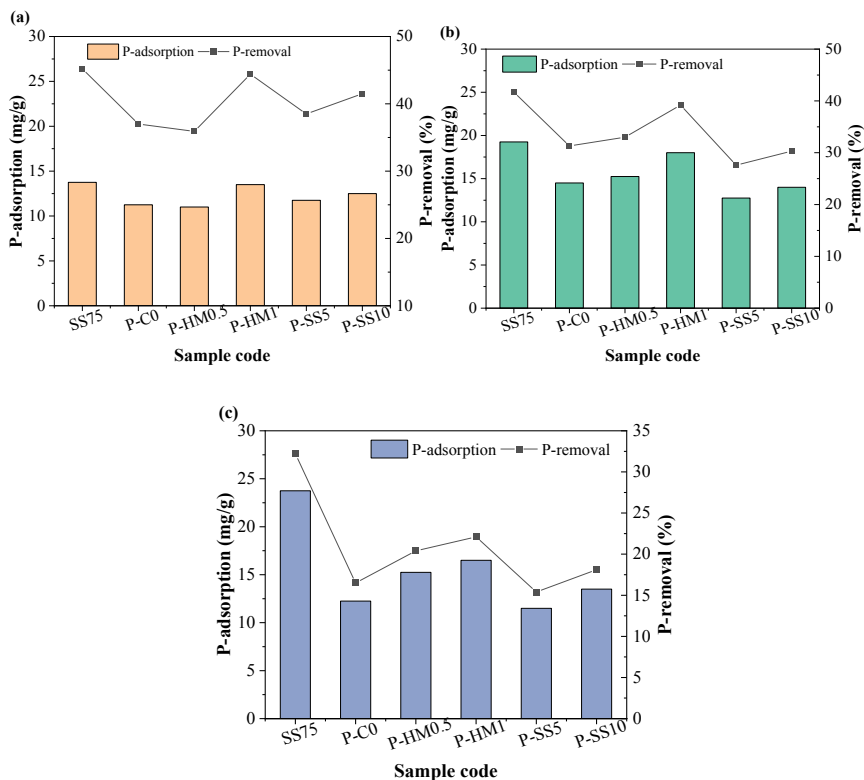 (a)
30
25
20
15
10
5
0
P-adsorption (mg/g)
P-adsorption P-removal
50
40
30
20
10
P-removal (%)
SS75 P-C0 P-HM0.5 P-HM1 P-SS5 P-SS10
Sample code
(b)
30
25
20
15
10
5
0
P-adsorption (mg/g)
P-adsorption P-removal
50
40
30
20
10
0
P-removal (%)
SS75 P-C0 P-HM0.5 P-HM1 P-SS5 P-SS10
Sample code
(c)
30
25
20
15
10
5
0
P-adsorption (mg/g)
P-adsorption P-removal
35
30
25
20
15
10
5
0
P-removal (%)
SS75 P-C0 P-HM0.5 P-HM1 P-SS5 P-SS10
Sample code